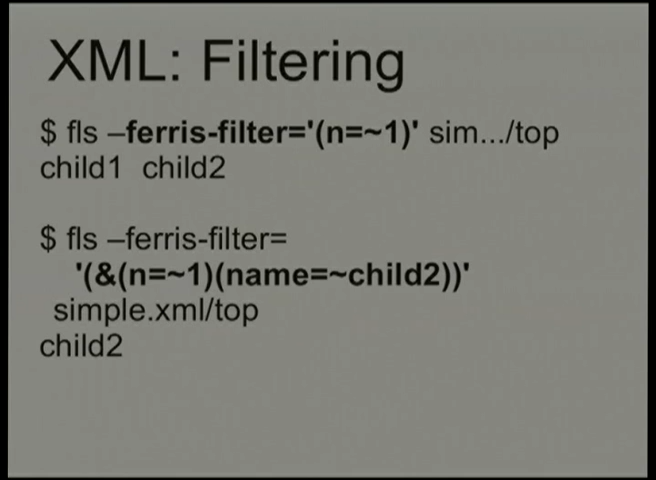 XML: Filtering
$ fls –ferris-filter='(n=~1)' sim.../top
child1 child2
$ fls –ferris-filter=
'(&(n=~1)(name=~child2))'
simple.xml/top
child2